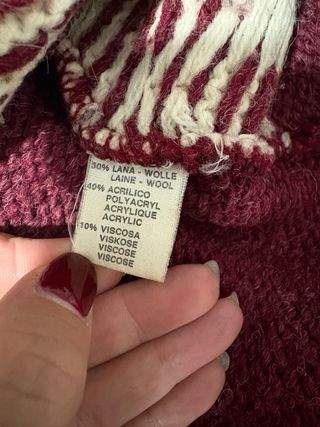 50% LANA - WOLLE
LAINE - WOOL
40% ACRILICO
POLYACRYL
ACRYLIQUE
ACRYLIC
10% VISCOSA
VISKOSE
VISCOSE
VISCOSE